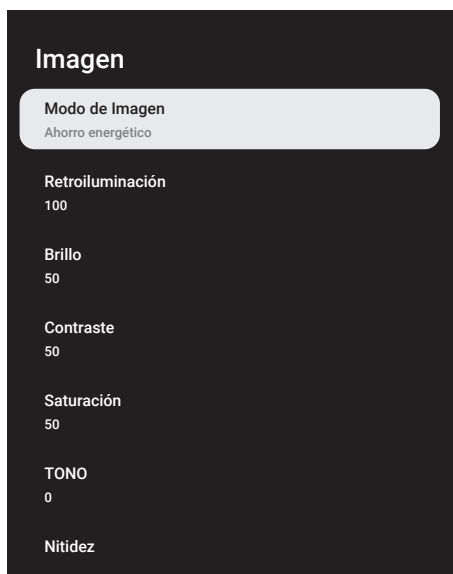 Imagen
Modo de Imagen
Ahorro energético
Retroiluminación
100
Brillo
50
Contraste
50
Saturación
50
TONO
0
Nitidez